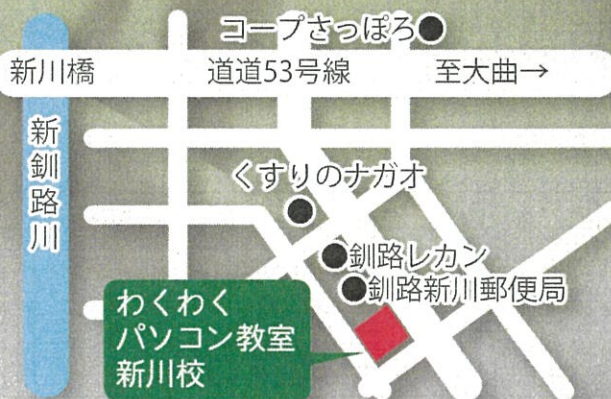 コープさっぽろ
新川橋
道道53号線
至大曲→
新釧路川
くすりのナガオ
釧路レカン
釧路新川郵便局
わくわく
パソコン教室
新川校